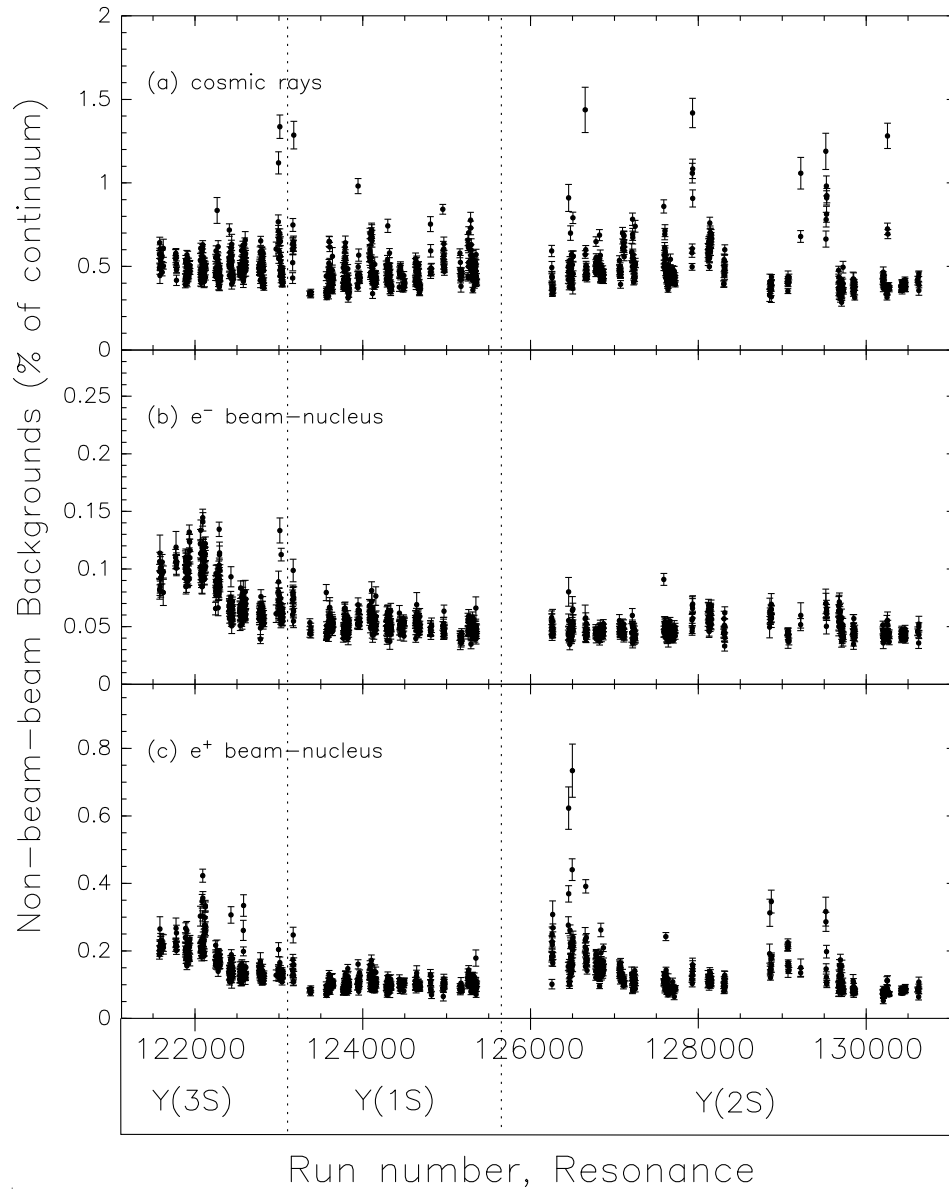 Non-beam-beam Backgrounds (% of continuum)
2
(a) cosmic rays
1.5
1
0.5
0
(b) e⁻ beam-nucleus
0.25
0.2
0.15
0.1
0.05
0
(c) e⁺ beam-nucleus
0.8
0.6
0.4
0.2
0
122000 124000 126000 128000 130000
Υ(3S) Υ(1S) Υ(2S)
Run number, Resonance